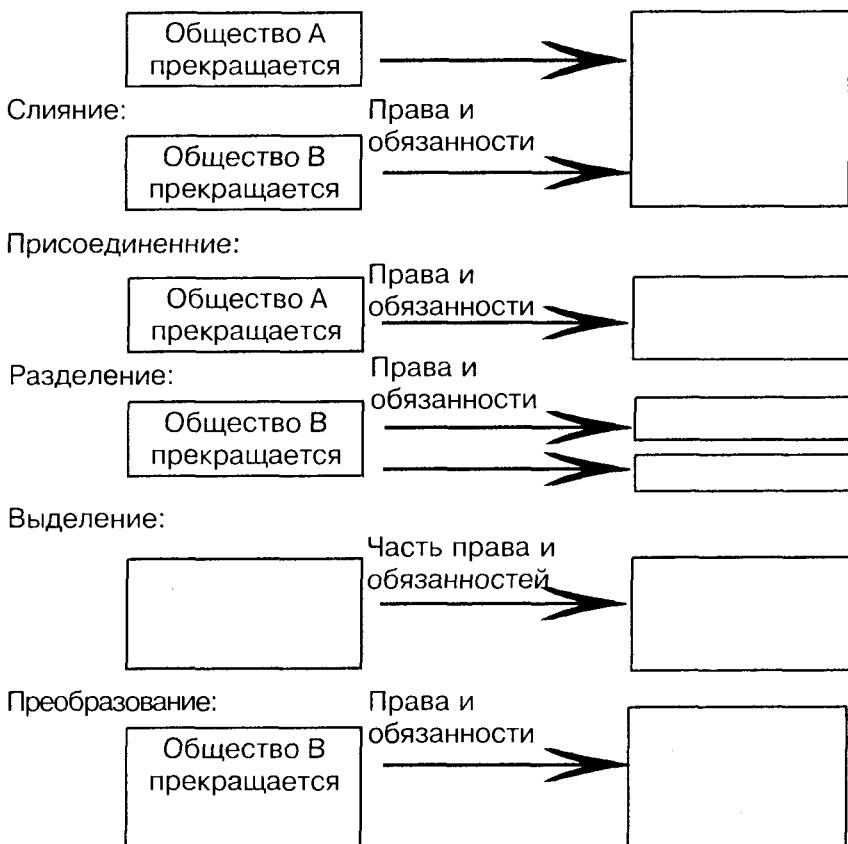 Общество А
прекращается
Слияние:
Права и
обязанности
Общество В
прекращается
Присоединенние:
Общество А
прекращается
Права и
обязанности
Разделение:
Права и
обязанности
Общество В
прекращается
Выделение:
Часть права и
обязанностей
Преобразование:
Права и
обязанности
Общество В
прекращается